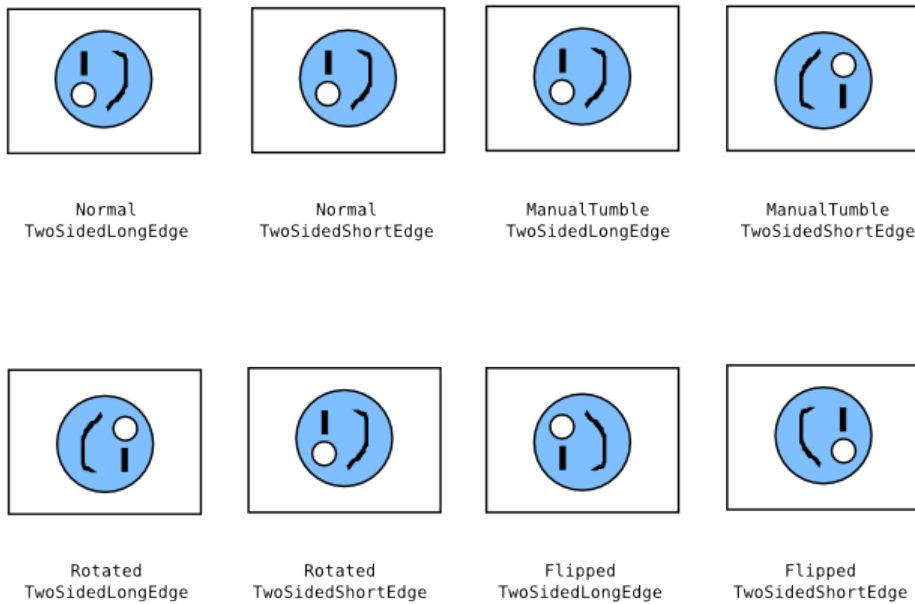 Normal
TwoSidedLongEdge
Normal
TwoSidedShortEdge
ManualTumble
TwoSidedLongEdge
ManualTumble
TwoSidedShortEdge
Rotated
TwoSidedLongEdge
Rotated
TwoSidedShortEdge
Flipped
TwoSidedLongEdge
Flipped
TwoSidedShortEdge